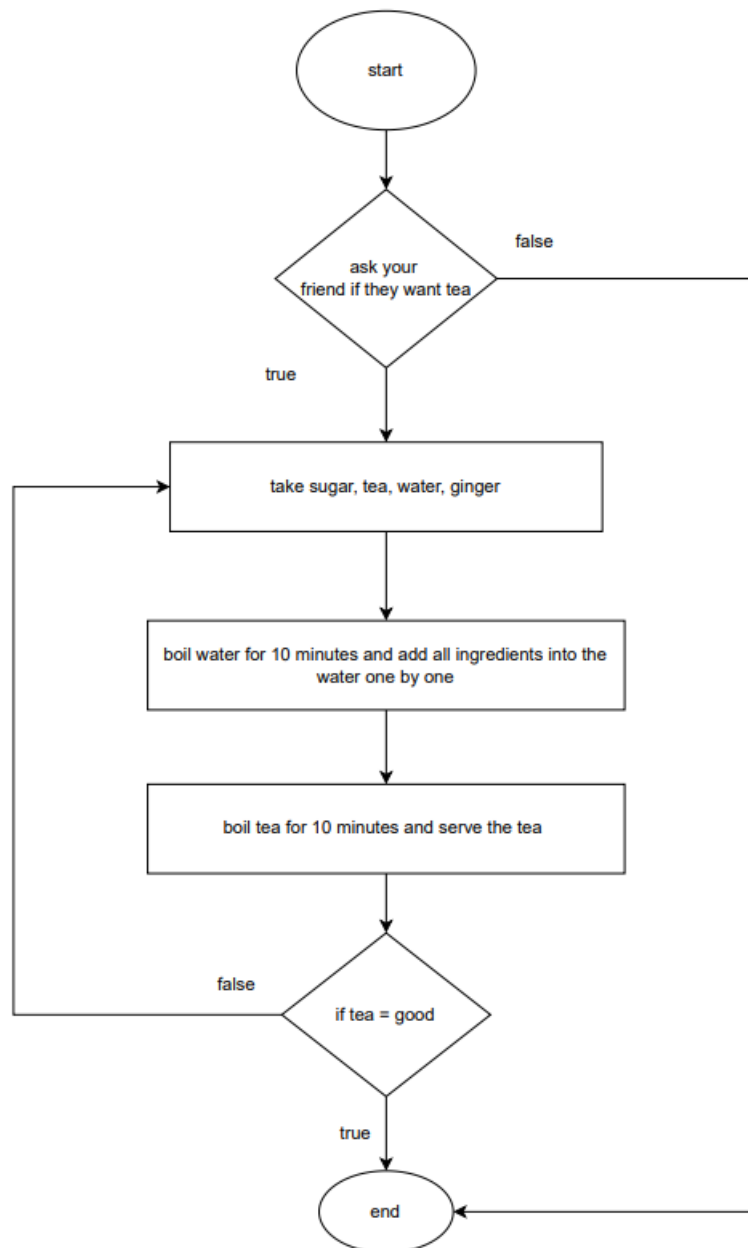 start
false
ask your
friend if they want tea
true
take sugar, tea, water, ginger
boil water for 10 minutes and add all ingredients into the
water one by one
boil tea for 10 minutes and serve the tea
false
if tea = good
true
end